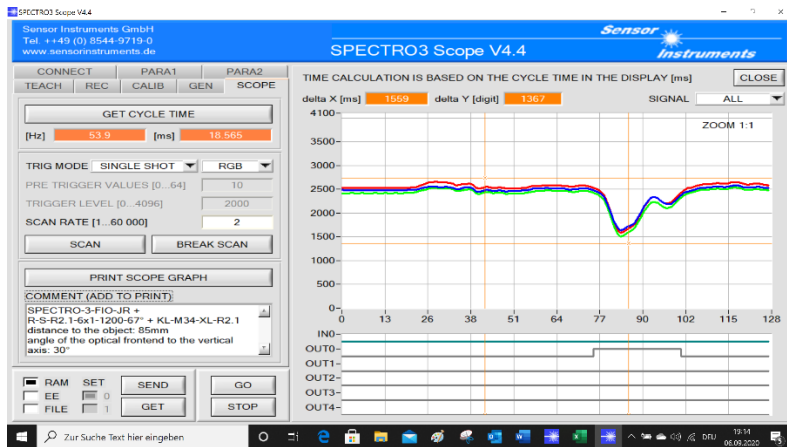 SPECTRO3 Scope V4.4
Sensor Instruments GmbH
Tel. ++49 (0) 8544-9719-0
www.sensorinstruments.de
SPECTRO3 Scope V4.4
Sensor
Instruments
CONNECT PARA1 PARA2
TEACH REC CALIB GEN SCOPE
GET CYCLE TIME
[Hz] 53.9 [ms] 18.565
TRIG MODE SINGLE SHOT RGB
PRE TRIGGER VALUES [0...64] 10
TRIGGER LEVEL [0...4096] 2000
SCAN RATE [1...60 000] 2
SCAN BREAK SCAN
PRINT SCOPE GRAPH
COMMENT (ADD TO PRINT)
SPECTRO-3-FIO-JR +
R-S-R2.1-6x1-1200-67° + KL-M34-XL-R2.1
distance to the object: 85mm
angle of the optical frontend to the vertical
axis: 30°
RAM SET SEND GO
EE 0
FILE 1 GET STOP
TIME CALCULATION IS BASED ON THE CYCLE TIME IN THE DISPLAY [ms] CLOSE
delta X [ms] 1559 delta Y [digit] 1367 SIGNAL ALL
ZOOM 1:1
4100
3500
3000
2500
2000
1500
1000
500
0
0 13 26 38 51 64 77 90 102 115 128
IN0
OUT0
OUT1
OUT2
OUT3
OUT4
Zur Suche Text hier eingeben
DEU
19:14
06.09.2020